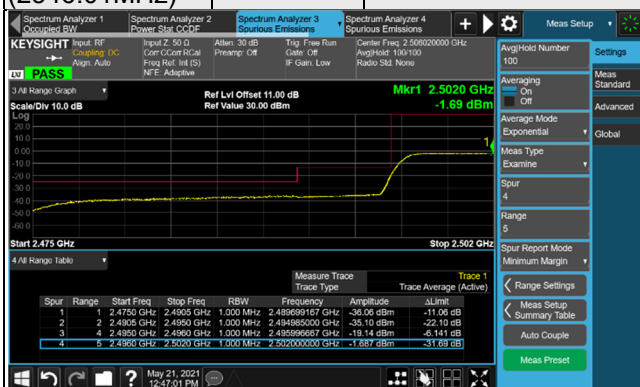 (2546.01MHz)
Spectrum Analyzer 1
Occupied BW
Spectrum Analyzer 2
Power Stat CCDF
Spectrum Analyzer 3
Spurious Emissions
Spectrum Analyzer 4
Spurious Emissions
Meas Setup
KEYSIGHT
Input: RF
Coupling: DC
Align: Auto
Input Z: 50 Ω
Corr CCorr RCal
Freq Ref: Int (S)
NFE: Adaptive
Atten: 30 dB
Preamp: Off
Trig: Free Run
Gate: Off
IF Gain: Low
Center Freq: 2.506020000 GHz
Avg|Hold: 100/100
Radio Std: None
LXI PASS
3 All Range Graph
Scale/Div 10.0 dB
Ref Lvl Offset 11.00 dB
Ref Value 30.00 dBm
Mkr1 2.5020 GHz
-1.69 dBm
Log
20.0
10.0
0.00
-10.0
-20.0
-30.0
-40.0
-50.0
-60.0
1
Start 2.475 GHz
Stop 2.502 GHz
4 All Range Table
Measure Trace Trace 1
Trace Type Trace Average (Active)
Spur Range Start Freq Stop Freq RBW Frequency Amplitude ΔLimit
1 1 2.4750 GHz 2.4905 GHz 1.000 MHz 2.489699167 GHz -36.06 dBm -11.06 dB
2 2 2.4905 GHz 2.4950 GHz 1.000 MHz 2.494985000 GHz -35.10 dBm -22.10 dB
3 4 2.4950 GHz 2.4960 GHz 1.000 MHz 2.495996667 GHz -19.14 dBm -6.141 dB
4 5 2.4960 GHz 2.5020 GHz 1.000 MHz 2.502000000 GHz -1.687 dBm -31.69 dB
Avg|Hold Number
100
Averaging
On
Off
Average Mode
Exponential
Meas Type
Examine
Spur
4
Range
5
Spur Report Mode
Minimum Margin
Range Settings
Meas Setup
Summary Table
Auto Couple
Meas Preset
Settings
Meas
Standard
Advanced
Global
May 21, 2021
12:47:01 PM